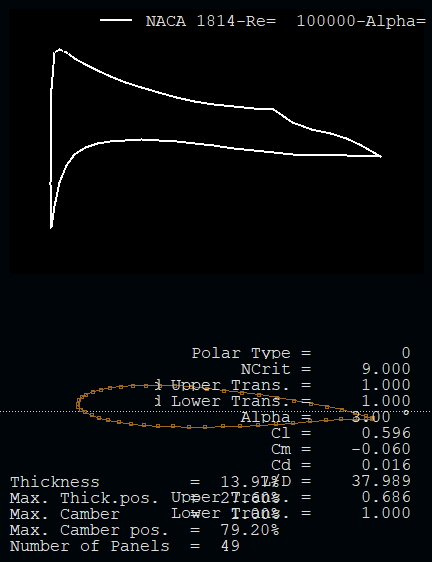 NACA 1814-Re=  100000-Alpha=
Polar Type = 0
NCrit = 9.000
Upper Trans. = 1.000
Lower Trans. = 1.000
Alpha = 3.00 °
Cl = 0.596
Cm = -0.060
Cd = 0.016
L/D = 37.989
Upper Trans. = 0.686
Lower Trans. = 1.000
Thickness = 13.97%
Max. Thick.pos. = 27.60%
Max. Camber =
Max. Camber pos. = 79.20%
Number of Panels = 49